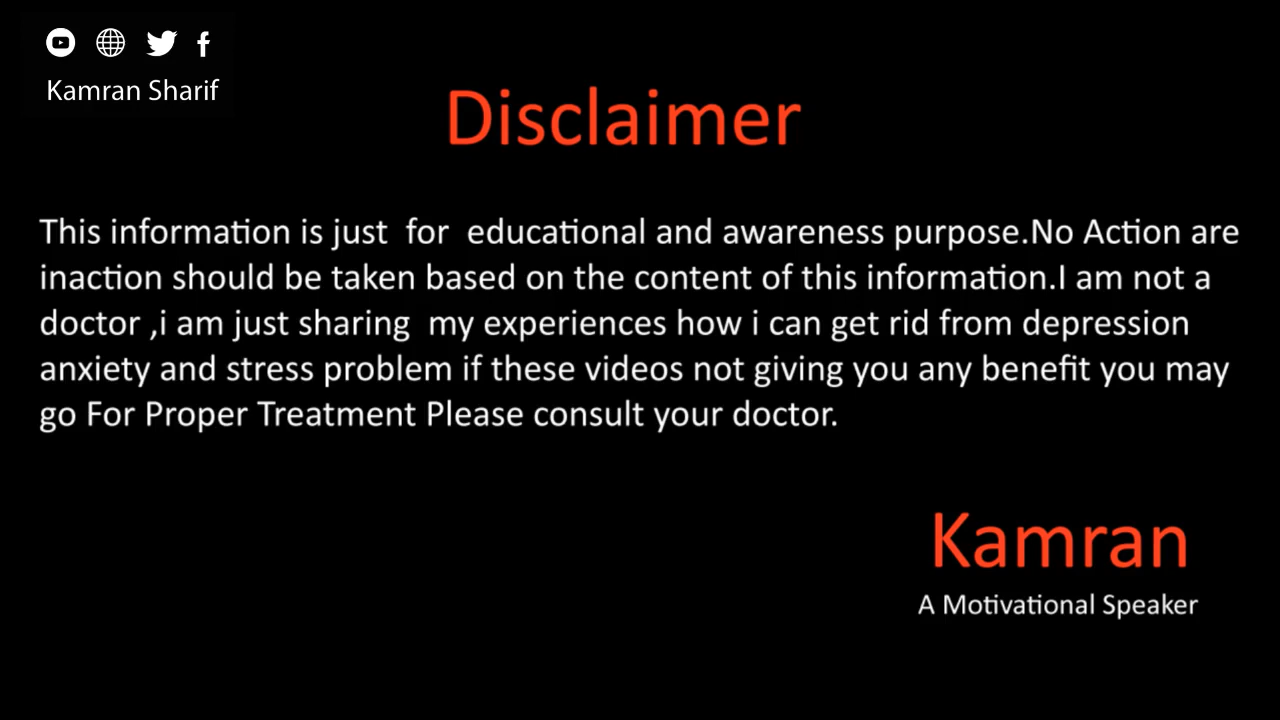 Kamran Sharif
Disclaimer
This information is just  for  educational and awareness purpose.No Action are
inaction should be taken based on the content of this information.I am not a
doctor ,i am just sharing  my experiences how i can get rid from depression
anxiety and stress problem if these videos not giving you any benefit you may
go For Proper Treatment Please consult your doctor.
Kamran
A Motivational Speaker